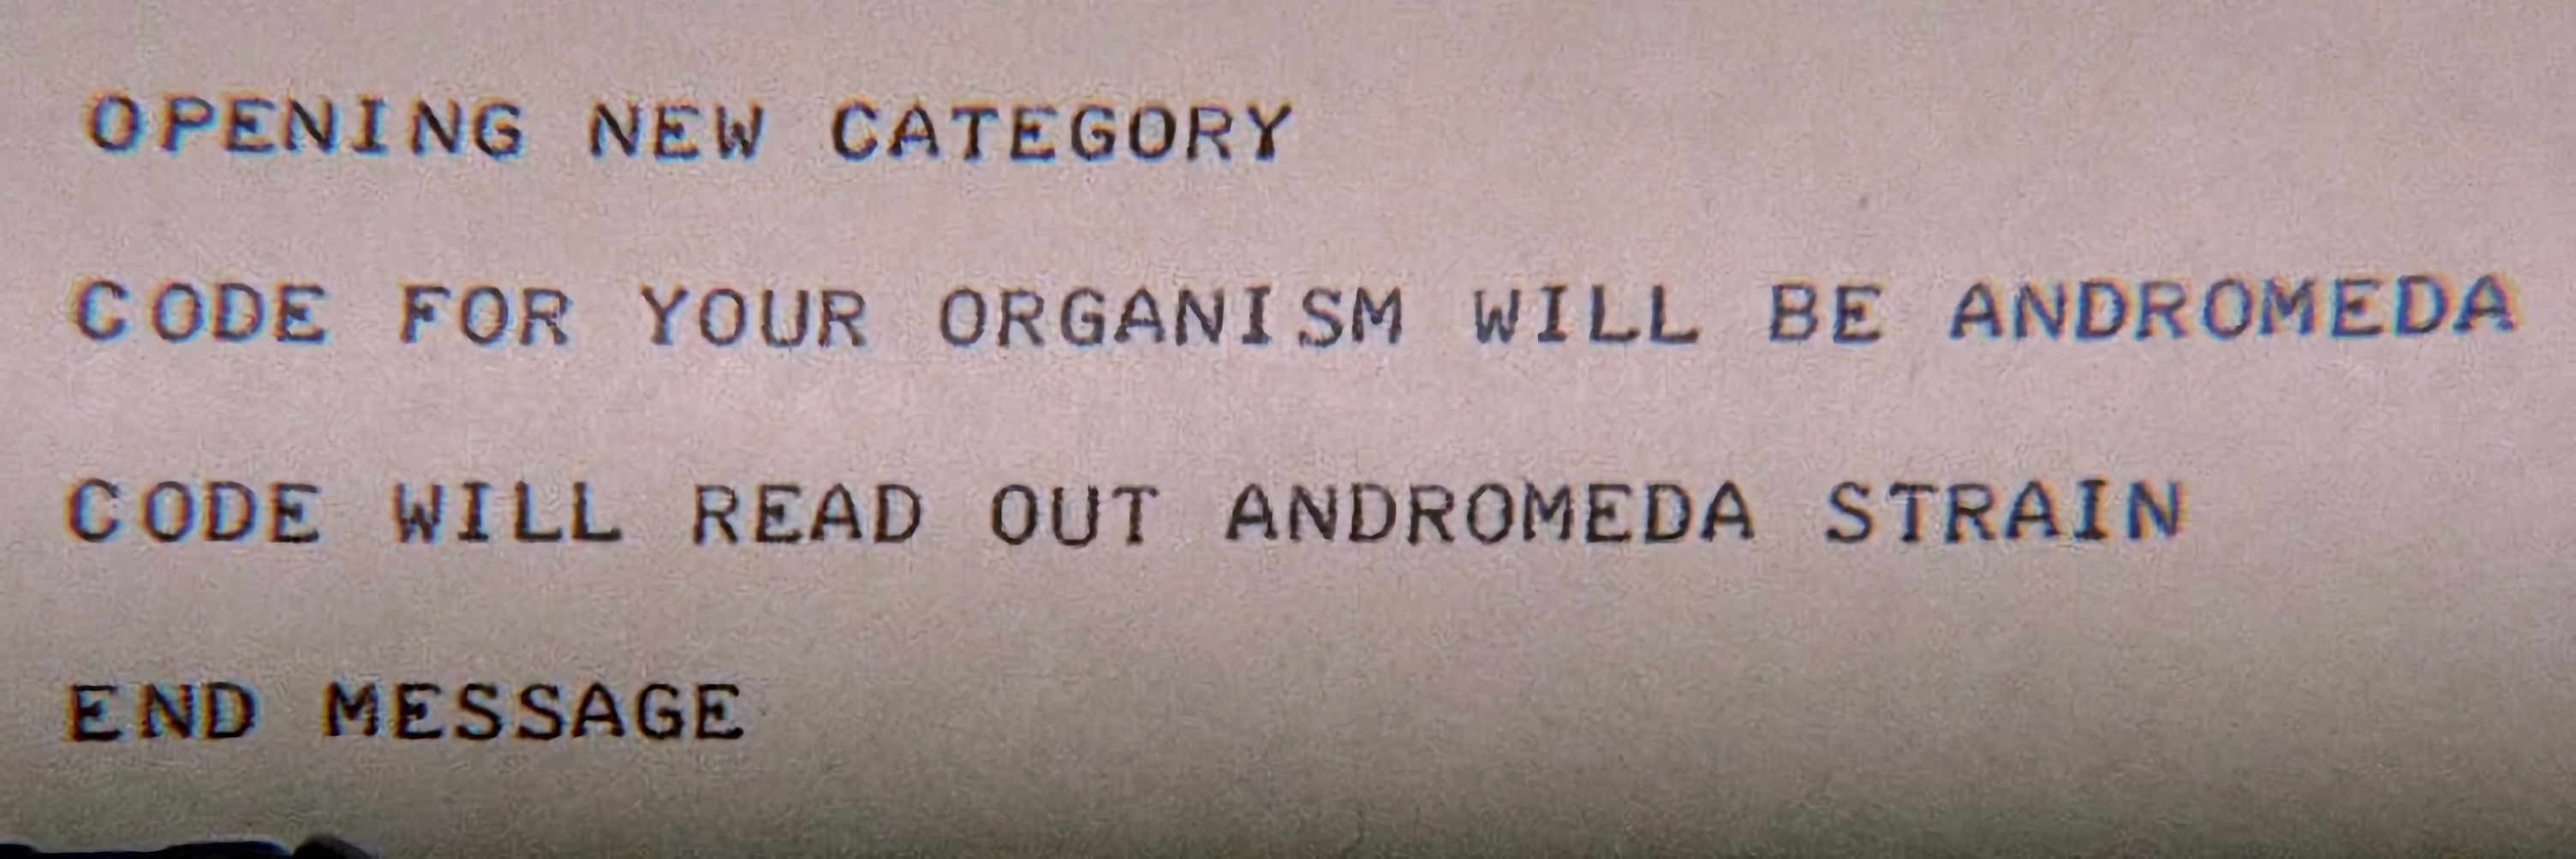 OPENING NEW CATEGORY
CODE FOR YOUR ORGANISM WILL BE ANDROMEDA
CODE WILL READ OUT ANDROMEDA STRAIN
END MESSAGE